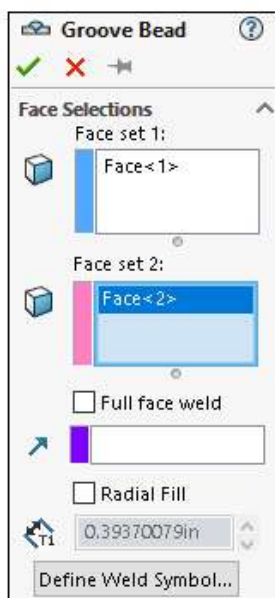 Groove Bead
Face Selections
Face set 1:
Face<1>
Face set 2:
Face<2>
Full face weld
Radial Fill
T1
0.39370079in
Define Weld Symbol...